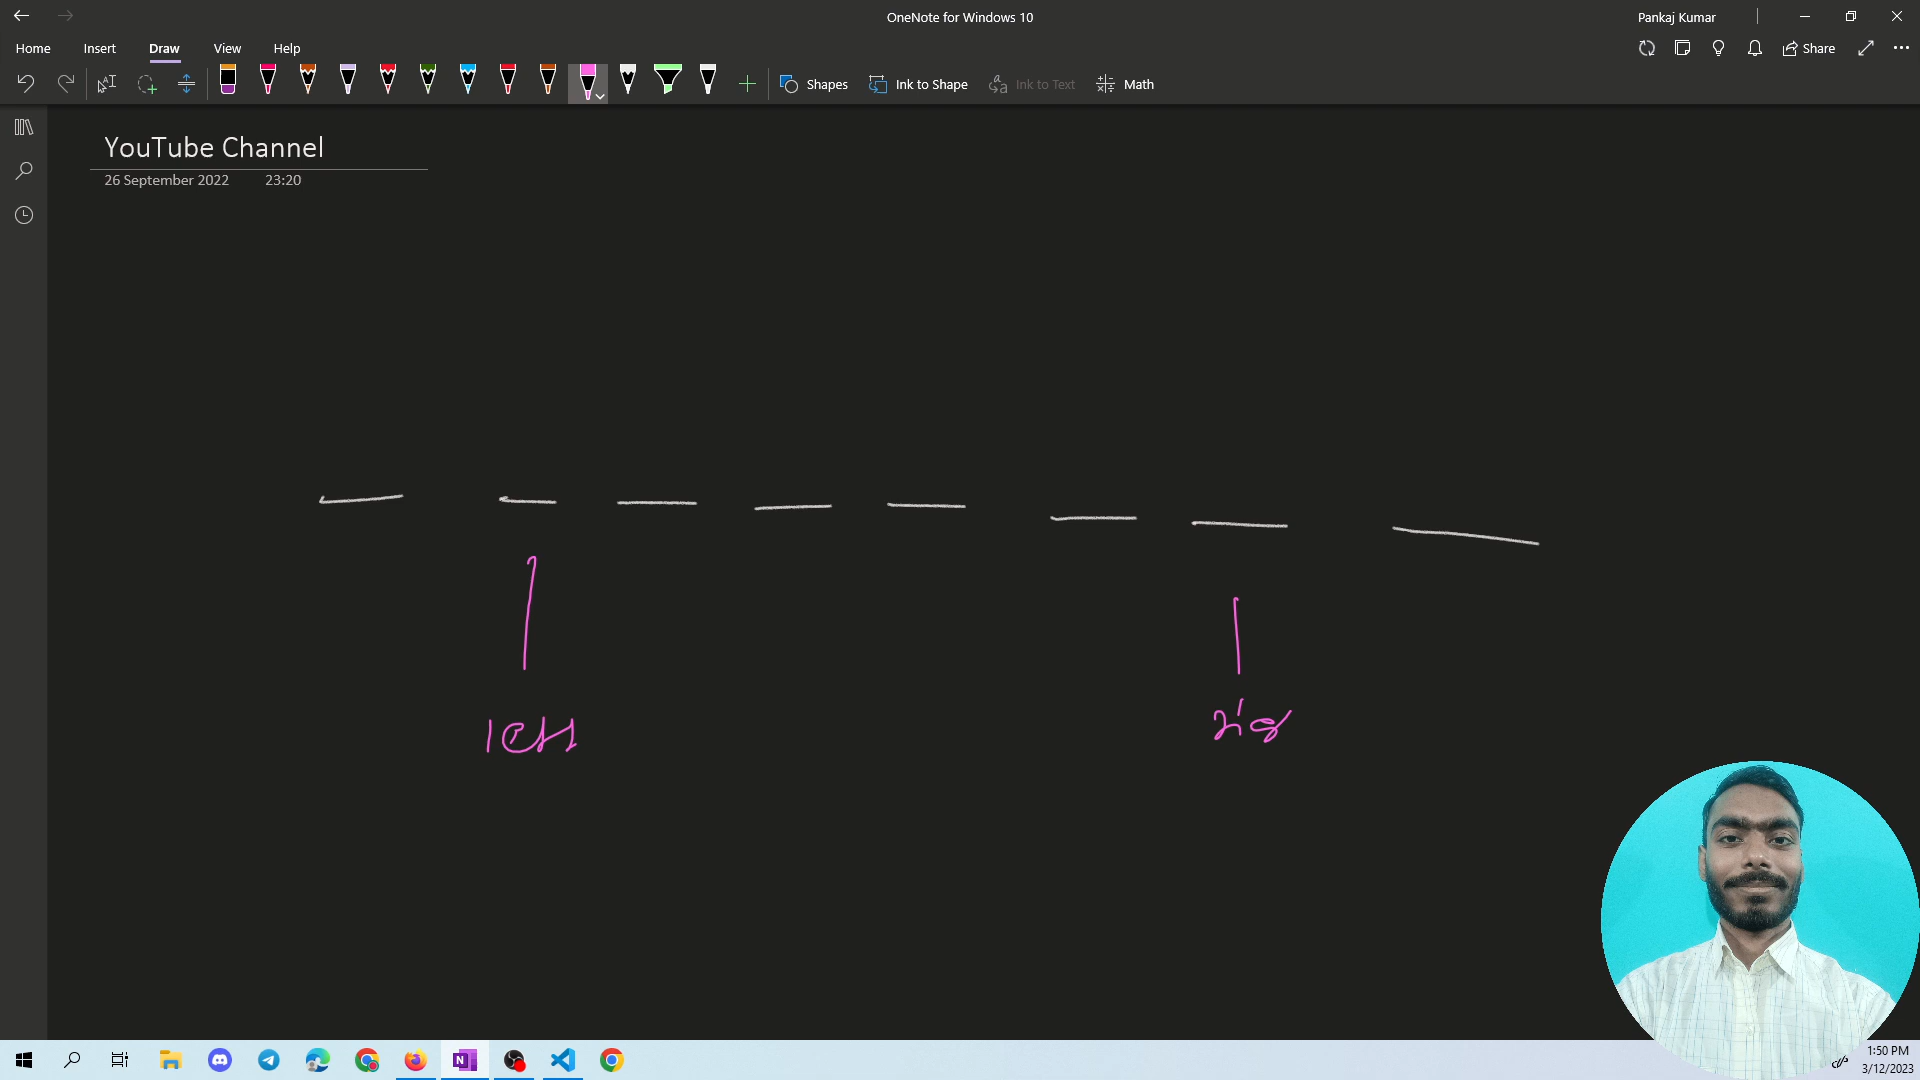 OneNote for Windows 10
Pankaj Kumar
Home Insert Draw View Help
Share
Shapes Ink to Shape Ink to Text Math
YouTube Channel
26 September 2022 23:20
1:50 PM
3/12/2023